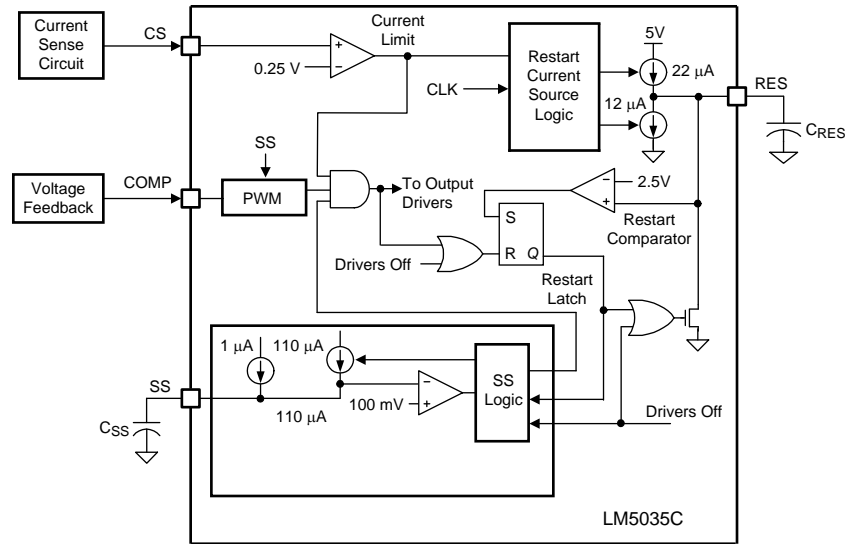 Current
Sense
Circuit
CS
0.25 V
+
−
Current
Limit
CLK
Restart
Current
Source
Logic
5V
22 μA
12 μA
RES
CRES
Voltage
Feedback
COMP
SS
PWM
To Output
Drivers
Drivers Off
S
R Q
Restart
Latch
−
+
2.5V
Restart
Comparator
1 μA
110 μA
SS
CSS
110 μA
−
+
100 mV
SS
Logic
Drivers Off
LM5035C